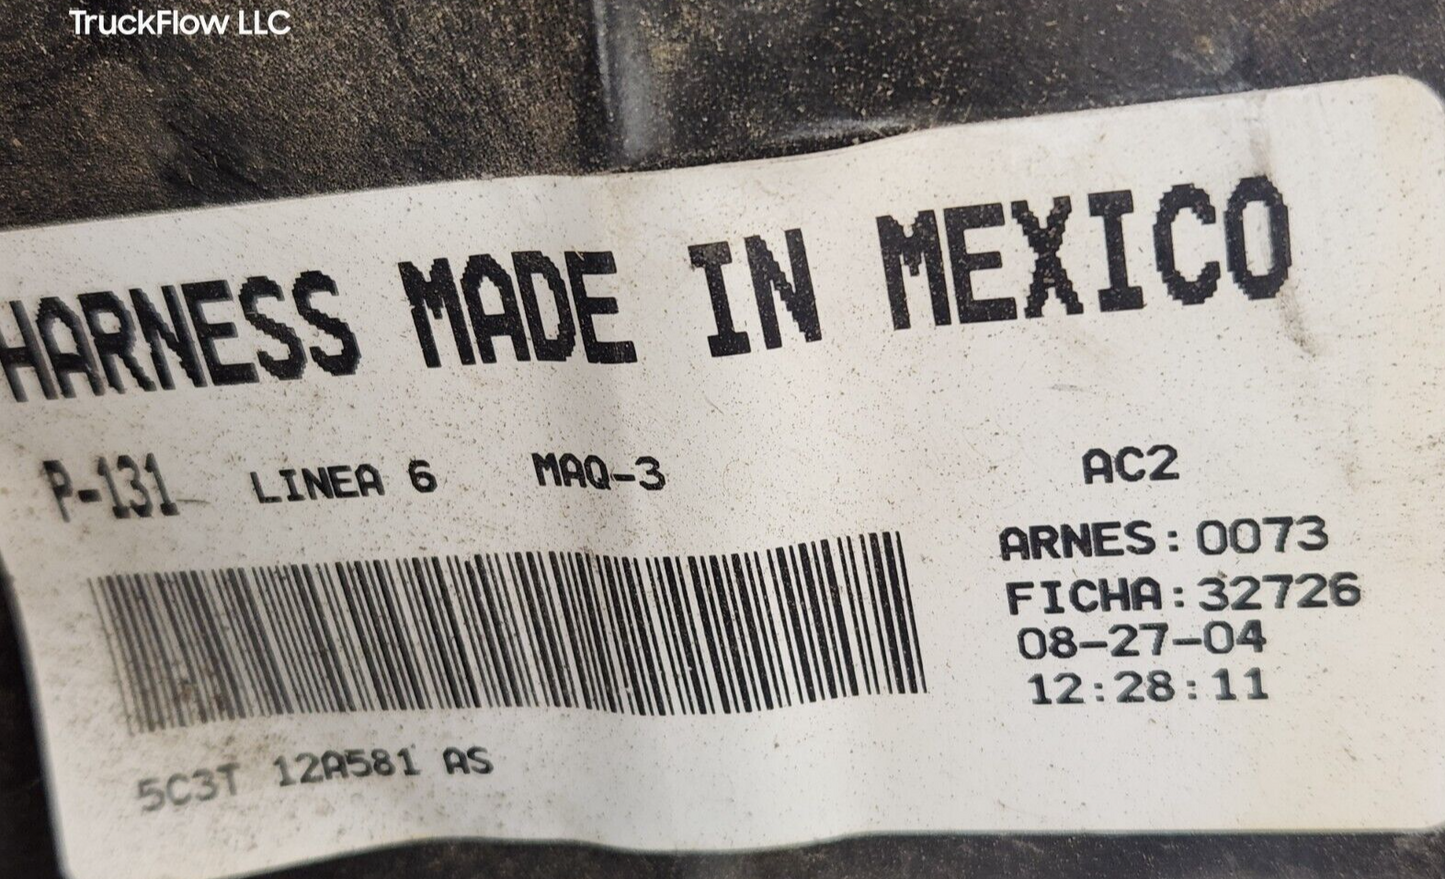 TruckFlow LLC
HARNESS MADE IN MEXICO
P-131 LINEA 6 MAQ-3
AC2
ARNES: 0073
FICHA: 32726
08-27-04
12:28:11
5C3T 12A581 AS